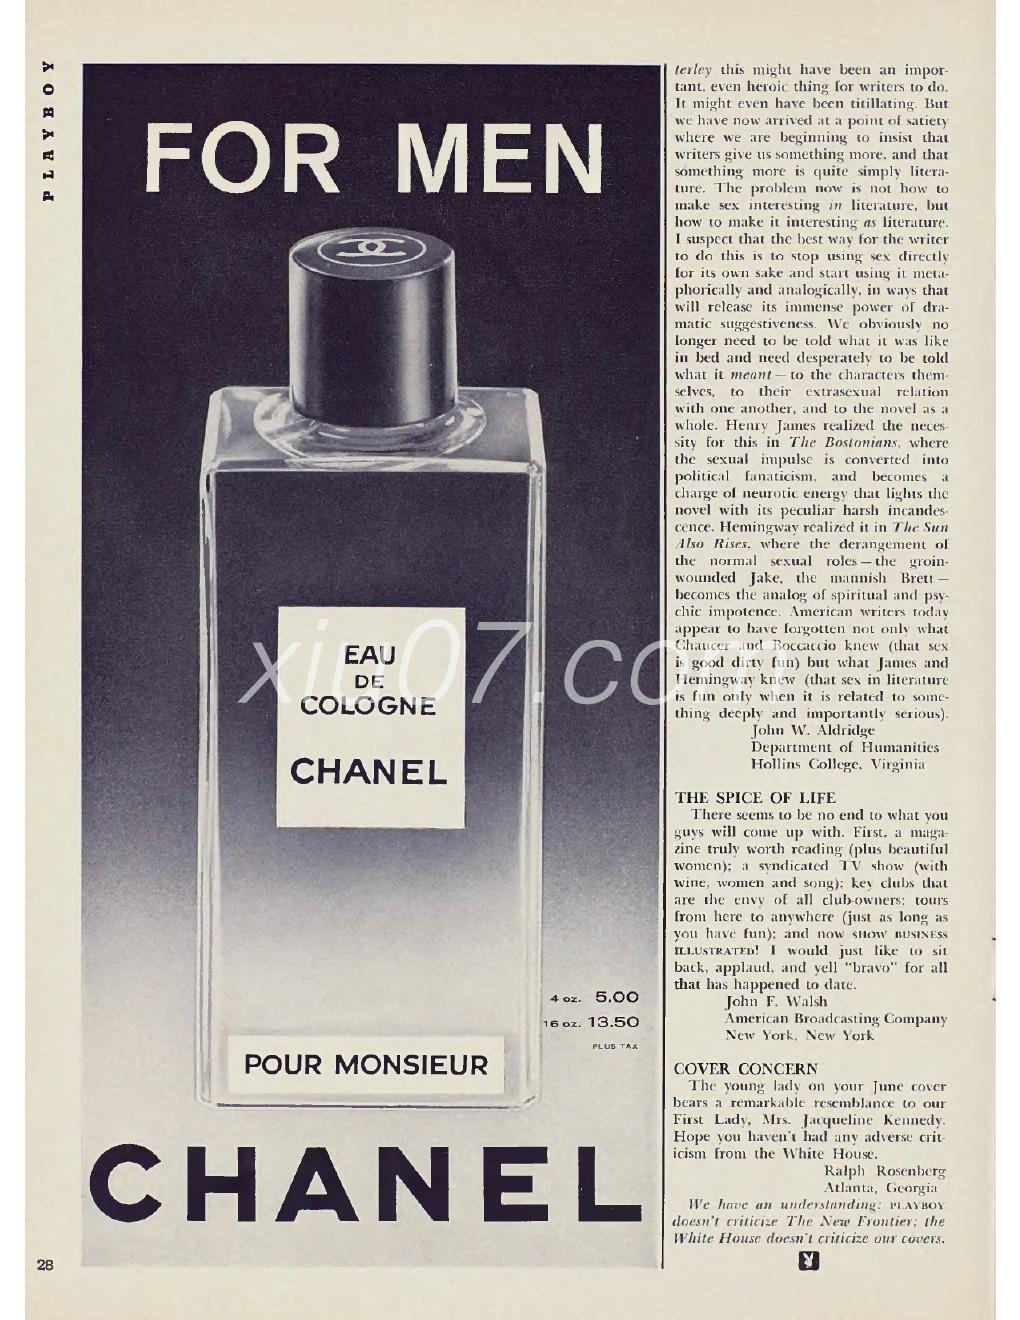 PLAYBOY
FOR MEN
EAU
DE
COLOGNE
CHANEL
4 oz. 5.00
16 oz. 13.50
PLUS TAX
POUR MONSIEUR
CHANEL
28
terley this might have been an impor-
tant, even heroic thing for writers to do.
It might even have been titillating. But
we have now arrived at a point of satiety
where we are beginning to insist that
writers give us something more, and that
something more is quite simply litera-
ture. The problem now is not how to
make sex interesting in literature, but
how to make it interesting as literature.
I suspect that the best way for the writer
to do this is to stop using sex directly
for its own sake and start using it meta-
phorically and analogically, in ways that
will release its immense power of dra-
matic suggestiveness. We obviously no
longer need to be told what it was like
in bed and need desperately to be told
what it meant — to the characters them-
selves, to their extrasexual relation
with one another, and to the novel as a
whole. Henry James realized the neces-
sity for this in The Bostonians, where
the sexual impulse is converted into
political fanaticism, and becomes a
charge of neurotic energy that lights the
novel with its peculiar harsh incandes-
cence. Hemingway realized it in The Sun
Also Rises, where the derangement of
the normal sexual roles — the groin-
wounded Jake, the mannish Brett —
becomes the analog of spiritual and psy-
chic impotence. American writers today
appear to have forgotten not only what
Chaucer and Boccaccio knew (that sex
is good dirty fun) but what James and
Hemingway knew (that sex in literature
is fun only when it is related to some-
thing deeply and importantly serious).
John W. Aldridge
Department of Humanities
Hollins College, Virginia
THE SPICE OF LIFE
There seems to be no end to what you
guys will come up with. First, a maga-
zine truly worth reading (plus beautiful
women); a syndicated TV show (with
wine, women and song); key clubs that
are the envy of all club-owners; tours
from here to anywhere (just as long as
you have fun); and now SHOW BUSINESS
ILLUSTRATED! I would just like to sit
back, applaud, and yell "bravo" for all
that has happened to date.
John F. Walsh
American Broadcasting Company
New York, New York
COVER CONCERN
The young lady on your June cover
bears a remarkable resemblance to our
First Lady, Mrs. Jacqueline Kennedy.
Hope you haven't had any adverse crit-
icism from the White House.
Ralph Rosenberg
Atlanta, Georgia
We have an understanding: PLAYBOY
doesn't criticize The New Frontier; the
White House doesn't criticize our covers.
xiu07.com